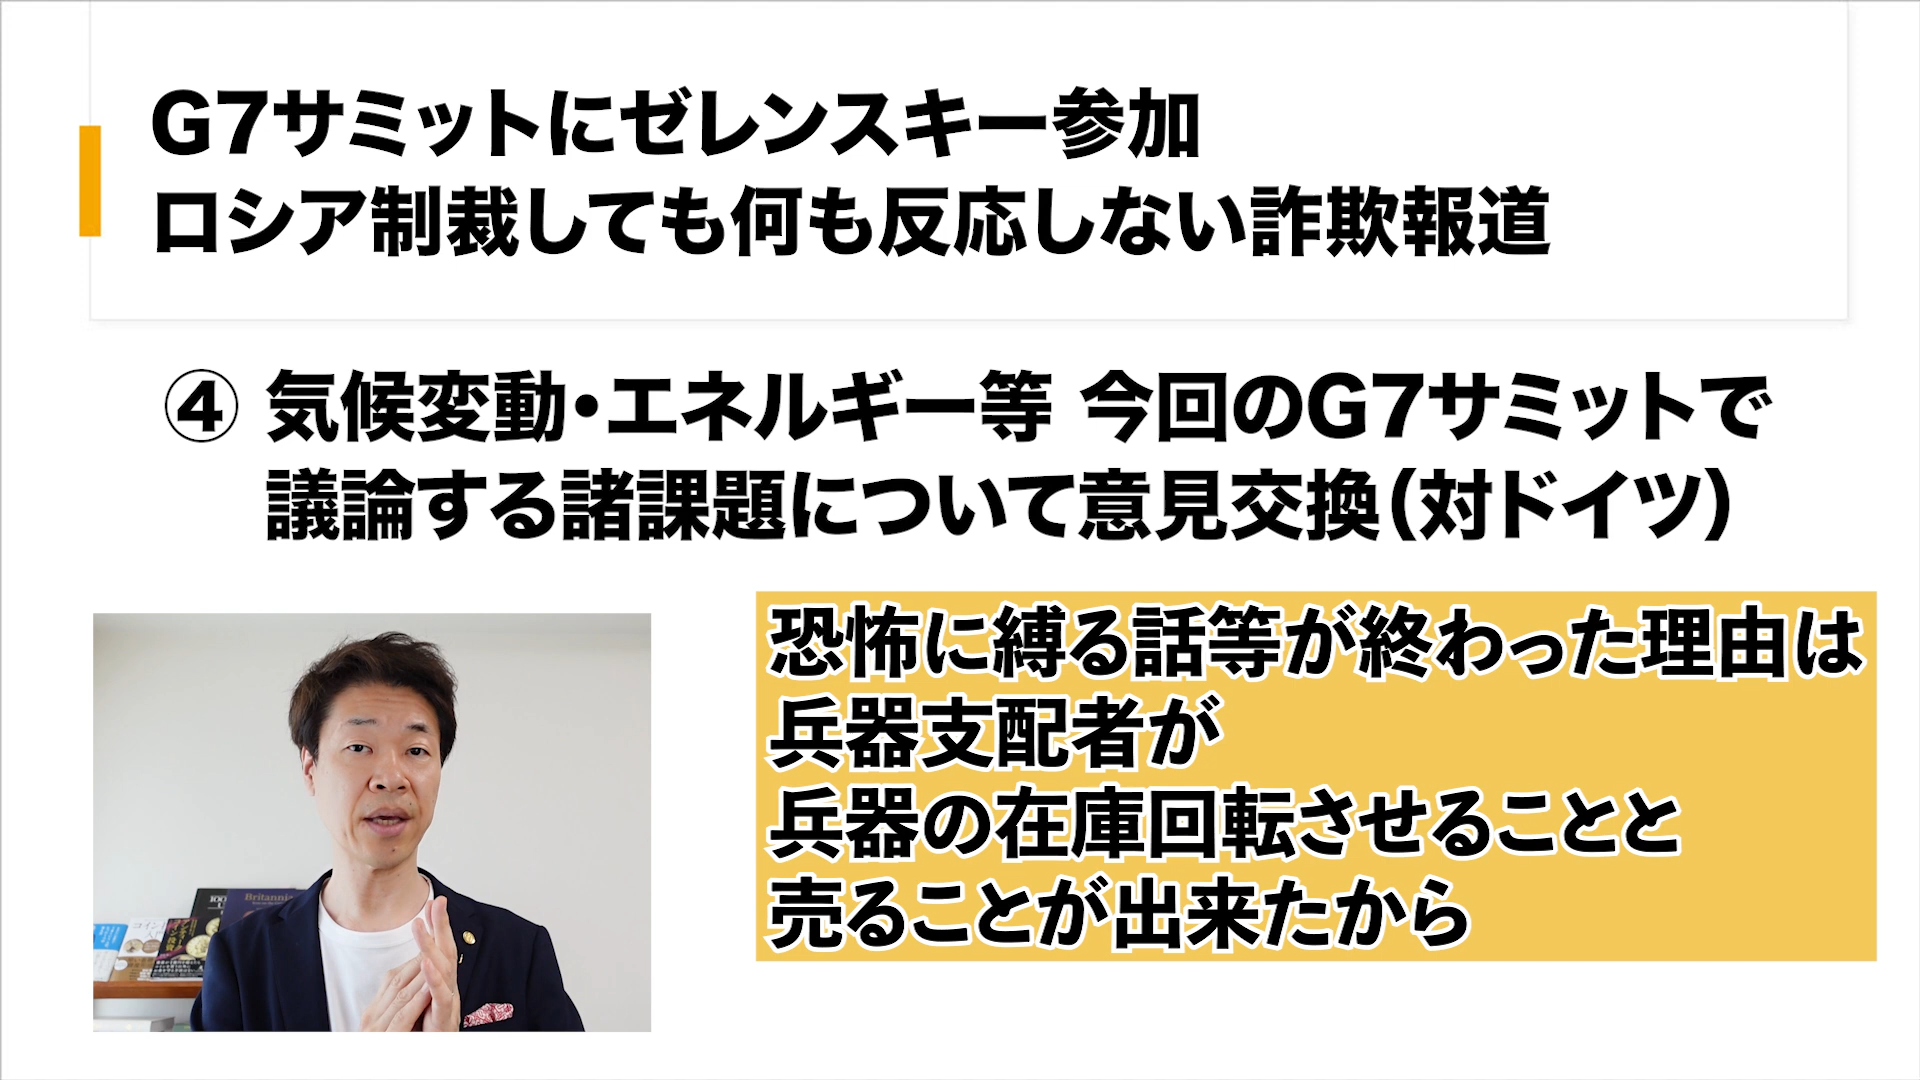 G7サミットにゼレンスキー参加
ロシア制裁しても何も反応しない詐欺報道
④ 気候変動・エネルギー等 今回のG7サミットで
議論する諸課題について意見交換(対ドイツ)
恐怖に縛る話等が終わった理由は
兵器支配者が
兵器の在庫回転させることと
売ることが出来たから
Britannia